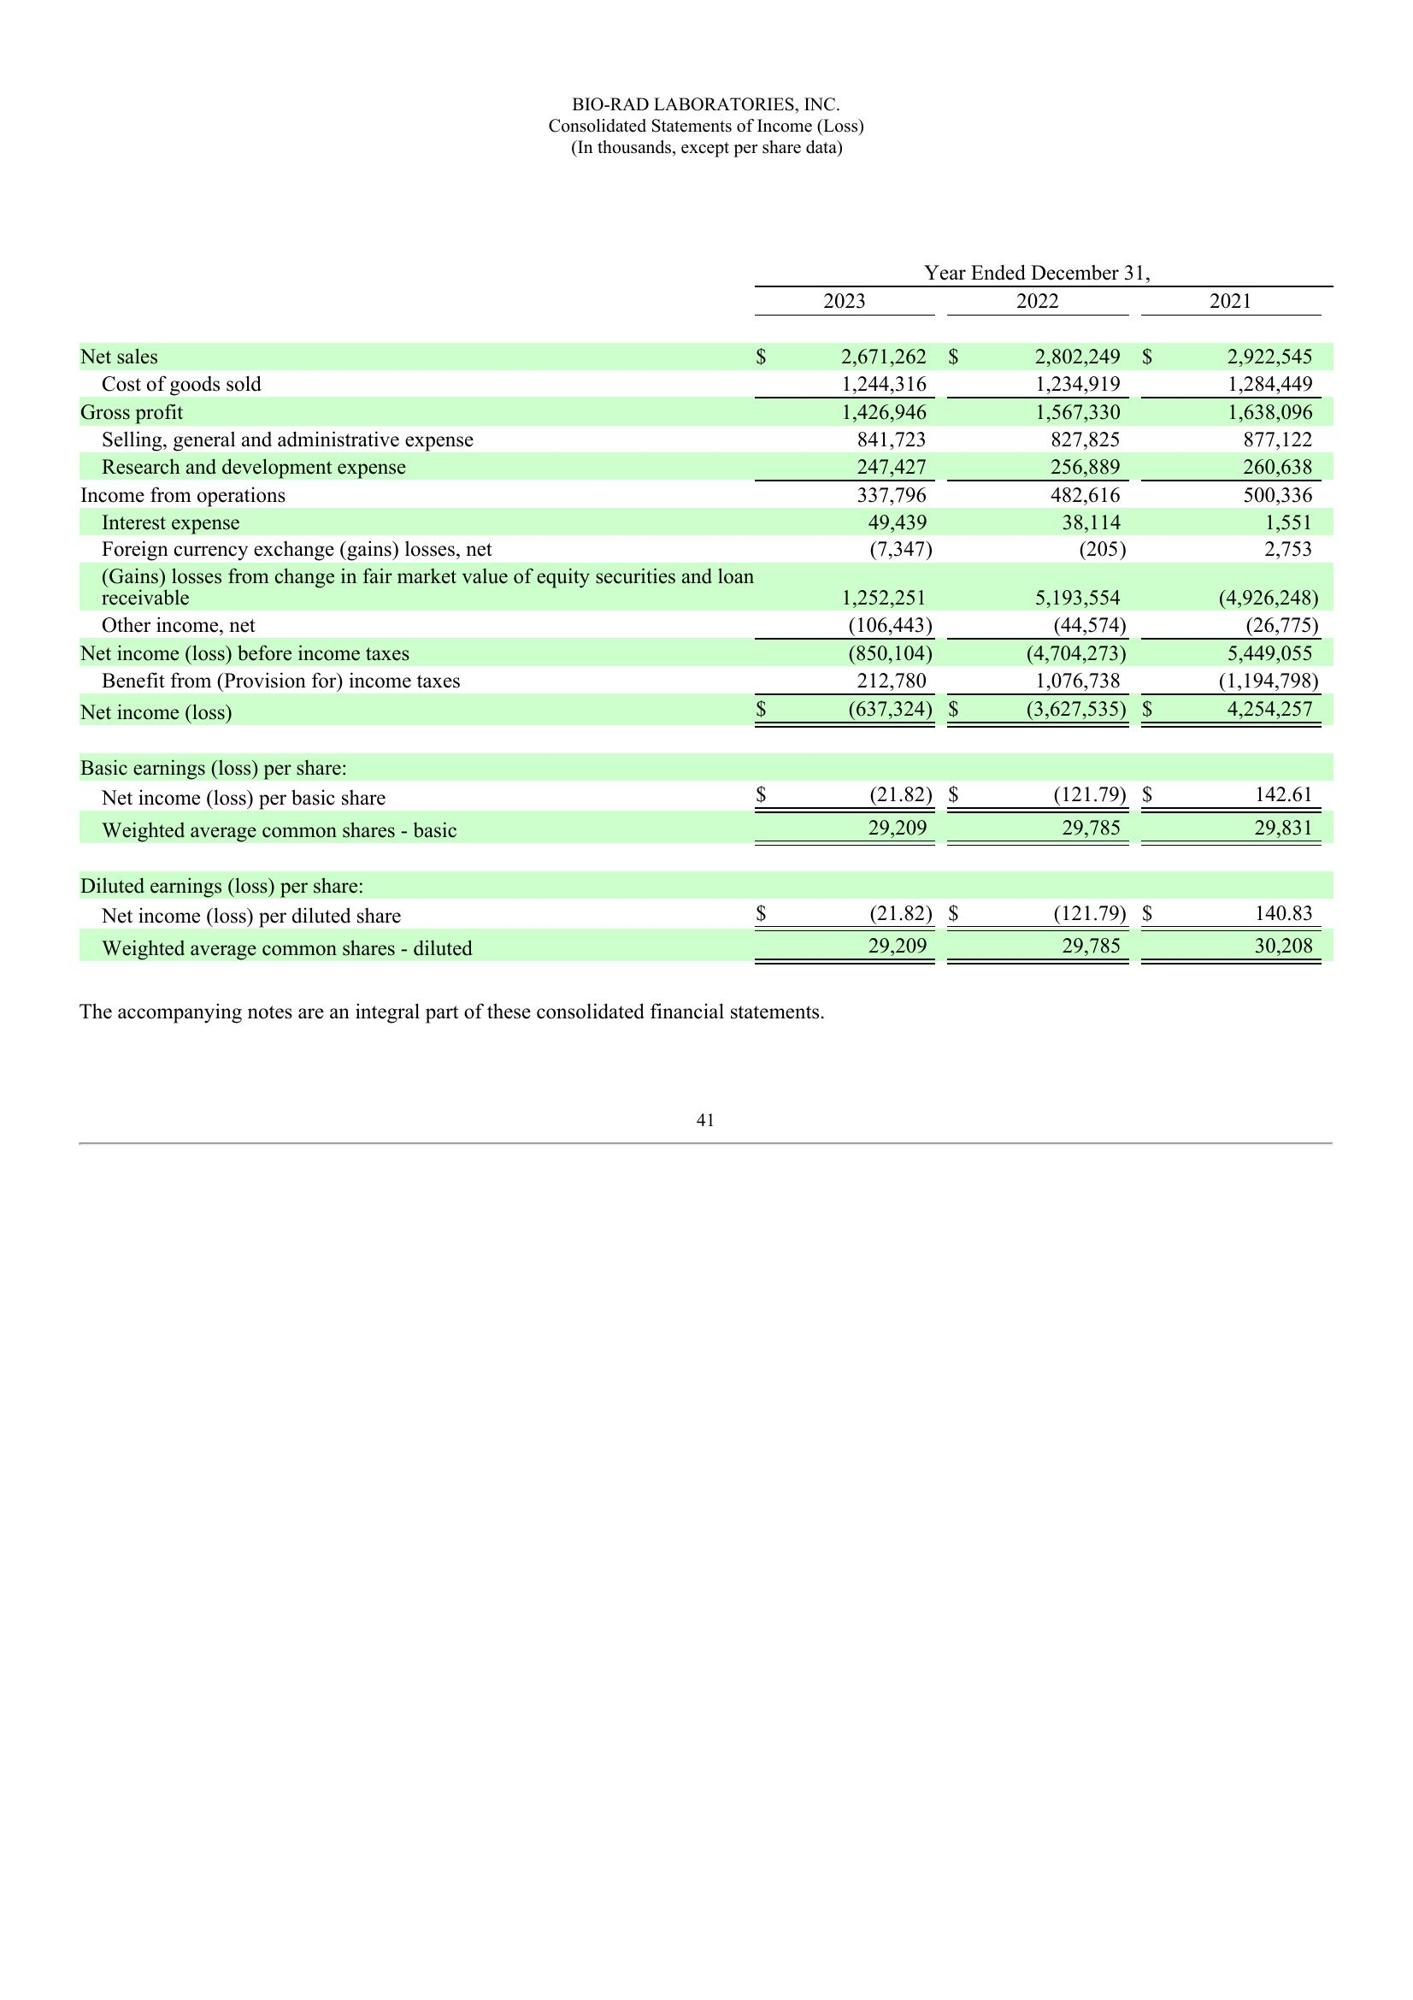 BIO-RAD LABORATORIES, INC.
Consolidated Statements of Income (Loss)
(In thousands, except per share data)
Year Ended December 31,
2023 2022 2021
Net sales $ 2,671,262 $ 2,802,249 $ 2,922,545
Cost of goods sold 1,244,316 1,234,919 1,284,449
Gross profit 1,426,946 1,567,330 1,638,096
Selling, general and administrative expense 841,723 827,825 877,122
Research and development expense 247,427 256,889 260,638
Income from operations 337,796 482,616 500,336
Interest expense 49,439 38,114 1,551
Foreign currency exchange (gains) losses, net (7,347) (205) 2,753
(Gains) losses from change in fair market value of equity securities and loan
receivable 1,252,251 5,193,554 (4,926,248)
Other income, net (106,443) (44,574) (26,775)
Net income (loss) before income taxes (850,104) (4,704,273) 5,449,055
Benefit from (Provision for) income taxes 212,780 1,076,738 (1,194,798)
Net income (loss) $ (637,324) $ (3,627,535) $ 4,254,257
Basic earnings (loss) per share:
Net income (loss) per basic share $ (21.82) $ (121.79) $ 142.61
Weighted average common shares - basic 29,209 29,785 29,831
Diluted earnings (loss) per share:
Net income (loss) per diluted share $ (21.82) $ (121.79) $ 140.83
Weighted average common shares - diluted 29,209 29,785 30,208
The accompanying notes are an integral part of these consolidated financial statements.
41